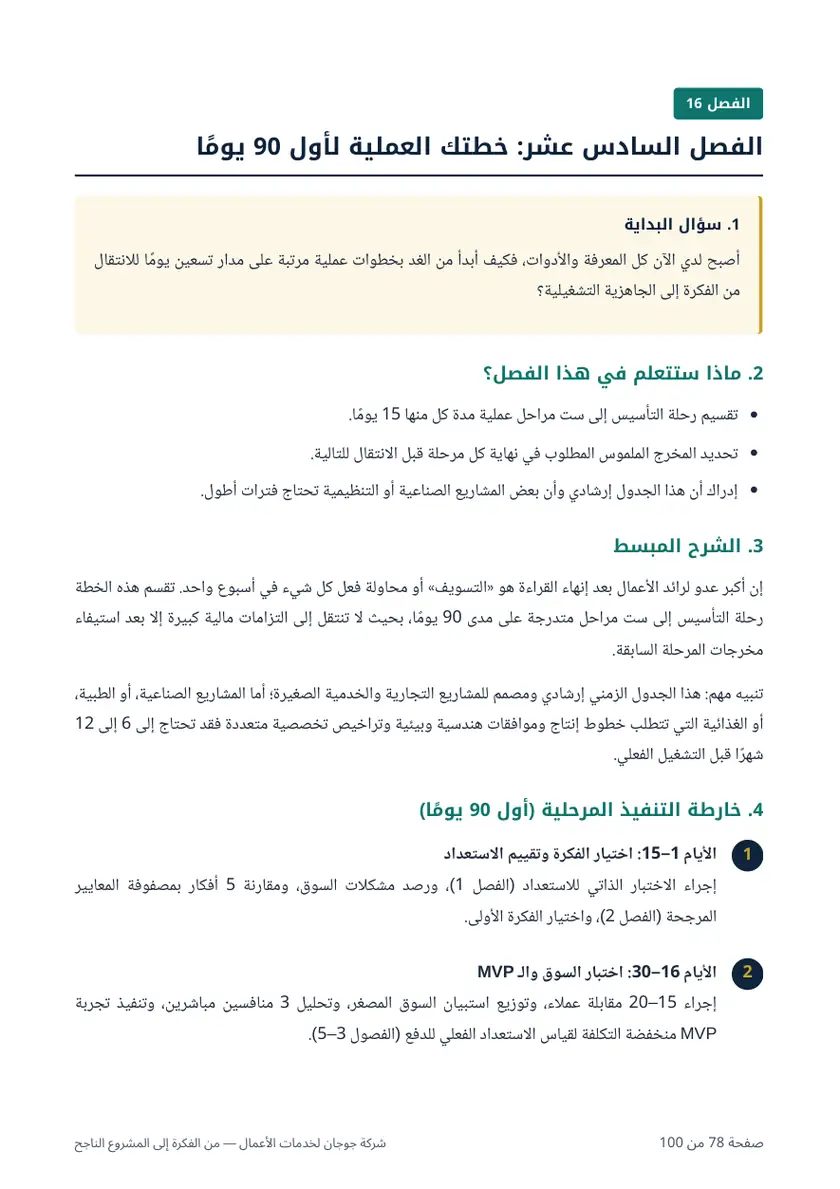 الفصل 16
الفصل السادس عشر: خطتك العملية لأول 90 يومًا
1. سؤال البداية
أصبح لدي الآن كل المعرفة والأدوات، فكيف أبدأ من الغد بخطوات عملية مرتبة على مدار تسعين يومًا للانتقال
من الفكرة إلى الجاهزية التشغيلية؟
2. ماذا ستتعلم في هذا الفصل؟
• تقسيم رحلة التأسيس إلى ست مراحل عملية مدة كل منها 15 يومًا.
• تحديد المخرج الملموس المطلوب في نهاية كل مرحلة قبل الانتقال للتالية.
• إدراك أن هذا الجدول إرشادي وأن بعض المشاريع الصناعية أو التنظيمية تحتاج فترات أطول.
3. الشرح المبسط
إن أكبر عدو لرائد الأعمال بعد إنهاء القراءة هو «التسويف» أو محاولة فعل كل شيء في أسبوع واحد. تقسم هذه الخطة
رحلة التأسيس إلى ست مراحل متدرجة على مدى 90 يومًا، بحيث لا تنتقل إلى التزامات مالية كبيرة إلا بعد استيفاء
مخرجات المرحلة السابقة.
تنبيه مهم: هذا الجدول الزمني إرشادي ومصمم للمشاريع التجارية والخدمية الصغيرة؛ أما المشاريع الصناعية، أو الطبية،
أو الغذائية التي تتطلب خطوط إنتاج وموافقات هندسية وبيئية وتراخيص تخصصية متعددة فقد تحتاج إلى 6 إلى 12
شهرًا قبل التشغيل الفعلي.
4. خارطة التنفيذ المرحلية (أول 90 يومًا)
1 الأيام 1–15: اختيار الفكرة وتقييم الاستعداد
إجراء الاختبار الذاتي للاستعداد (الفصل 1)، ورصد مشكلات السوق، ومقارنة 5 أفكار بمصفوفة المعايير
المرجحة (الفصل 2)، واختيار الفكرة الأولى.
2 الأيام 16–30: اختبار السوق والـ MVP
إجراء 15–20 مقابلة عملاء، وتوزيع استبيان السوق المصغر، وتحليل 3 منافسين مباشرين، وتنفيذ تجربة
MVP منخفضة التكلفة لقياس الاستعداد الفعلي للدفع (الفصول 3–5).
صفحة 78 من 100
شركة جوجان لخدمات الأعمال — من الفكرة إلى المشروع الناجح